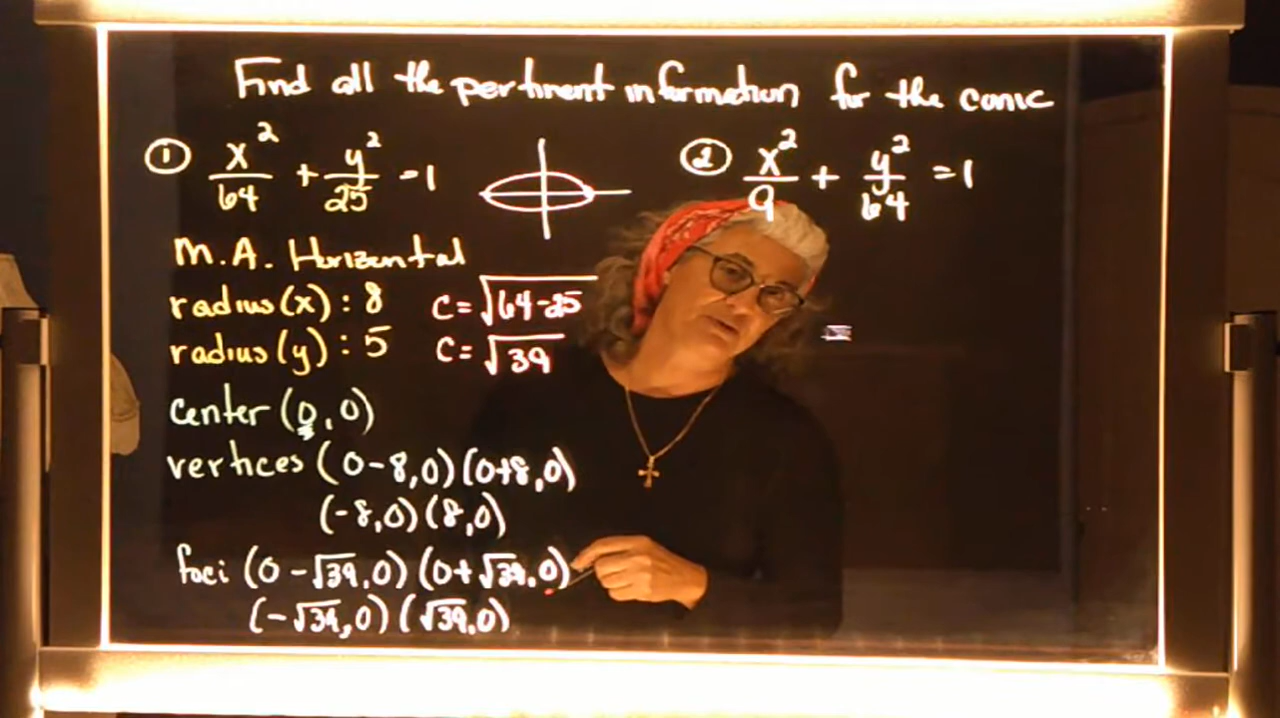 Find all the pertinent information for the conic
① x²/64 + y²/25 = 1
M.A. Horizontal
radius(x): 8
radius(y): 5
c=√64-25
c=√39
center (0,0)
vertices (0-8,0)(0+8,0)
(-8,0)(8,0)
foci (0-√39,0)(0+√39,0)
(-√39,0)(√39,0)
② x²/9 + y²/64 = 1